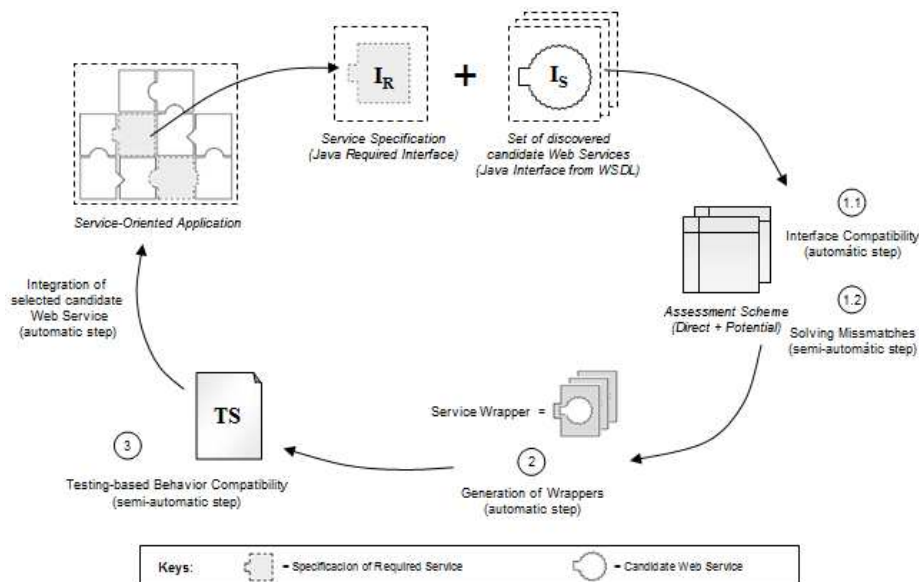 I_R
+
I_S
Service Specification
(Java Required Interface)
Set of discovered
candidate Web Services
(Java Interface from WSDL)
Service-Oriented Application
1.1
Interface Compatibility
(automátic step)
1.2
Solving Missmatches
(semi-automátic step)
Assessment Scheme
(Direct + Potential)
Integration of
selected candidate
Web Service
(automatic step)
Service Wrapper =
TS
3
Testing-based Behavior Compatibility
(semi-automatic step)
2
Generation of Wrappers
(automatic step)
Keys:
= Specificacion of Required Service
= Candidate Web Service